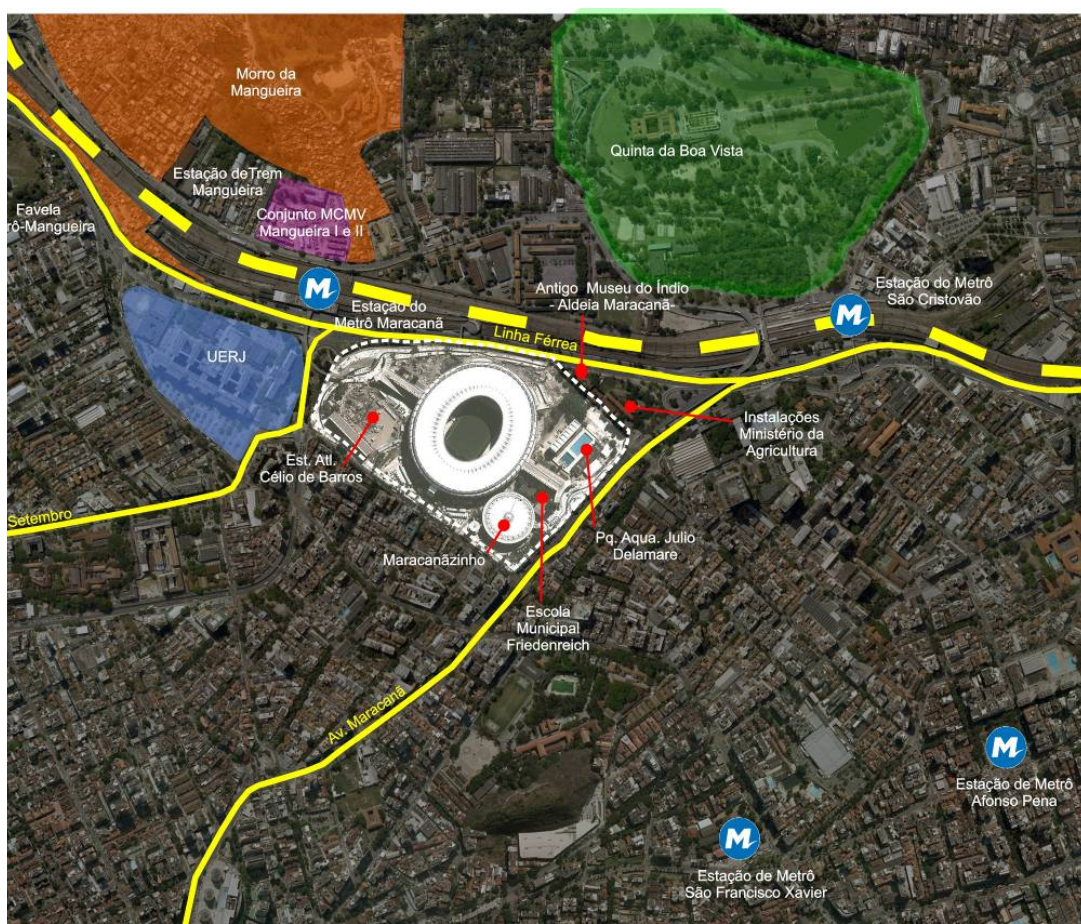 Morro da
Mangueira
Quinta da Boa Vista
Estação deTrem
Mangueira
Favela
rô-Mangueira
Conjunto MCMV
Mangueira I e II
M
Estação do
Metrô Maracanã
Antigo Museu do Índio
- Aldeia Maracanã-
Estação do Metrô
São Cristovão
M
Linha Férrea
UERJ
Instalações
Ministério da
Agricultura
Est. Atl.
Célio de Barros
Setembro
Maracanãzinho
Pq. Aqua. Julio
Delamare
Escola
Municipal
Friedenreich
Av. Maracanã
M
Estação de Metrô
Afonso Pena
M
Estação de Metrô
São Francisco Xavier